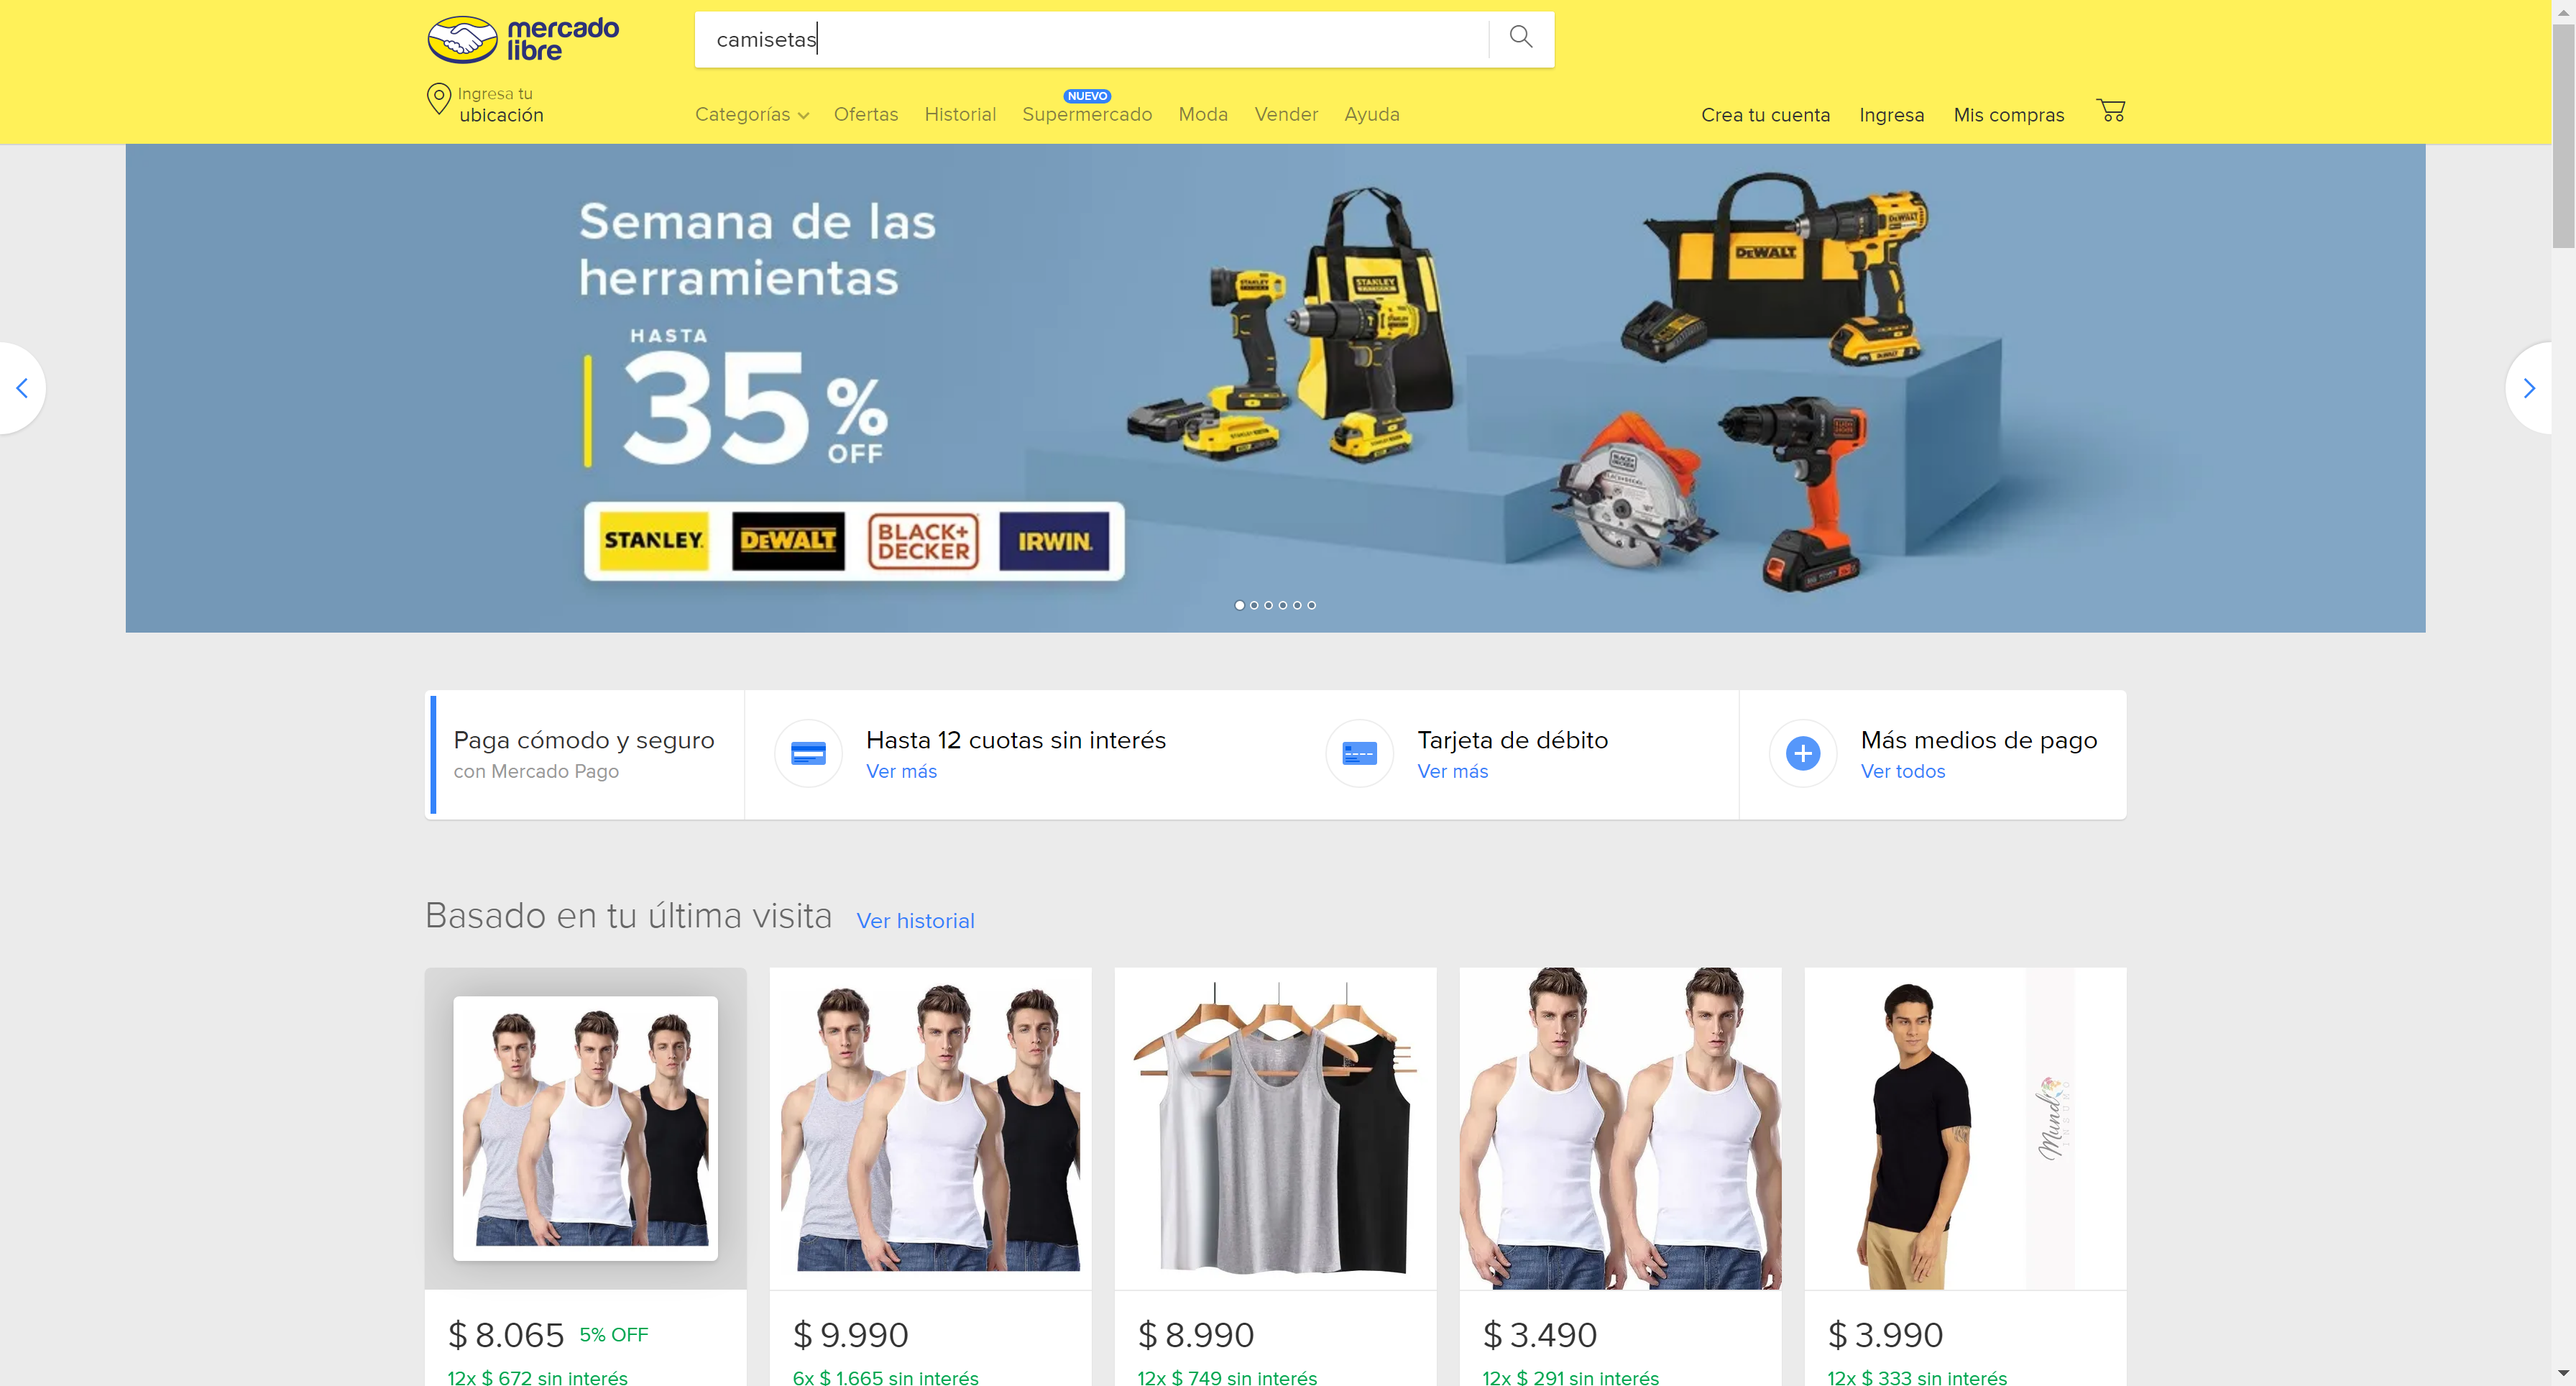 mercado
libre
camisetas
Ingresa tu
ubicación
Categorías
Ofertas
Historial
NUEVO
Supermercado
Moda
Vender
Ayuda
Crea tu cuenta
Ingresa
Mis compras
Semana de las
herramientas
HASTA
35%
OFF
STANLEY
DEWALT
BLACK+
DECKER
IRWIN
STANLEY
DEWALT
Paga cómodo y seguro
con Mercado Pago
Hasta 12 cuotas sin interés
Ver más
Tarjeta de débito
Ver más
Más medios de pago
Ver todos
Basado en tu última visita
Ver historial
$ 8.065 5% OFF
12x $ 672 sin interés
$ 9.990
6x $ 1.665 sin interés
$ 8.990
12x $ 749 sin interés
$ 3.490
12x $ 291 sin interés
$ 3.990
12x $ 333 sin interés